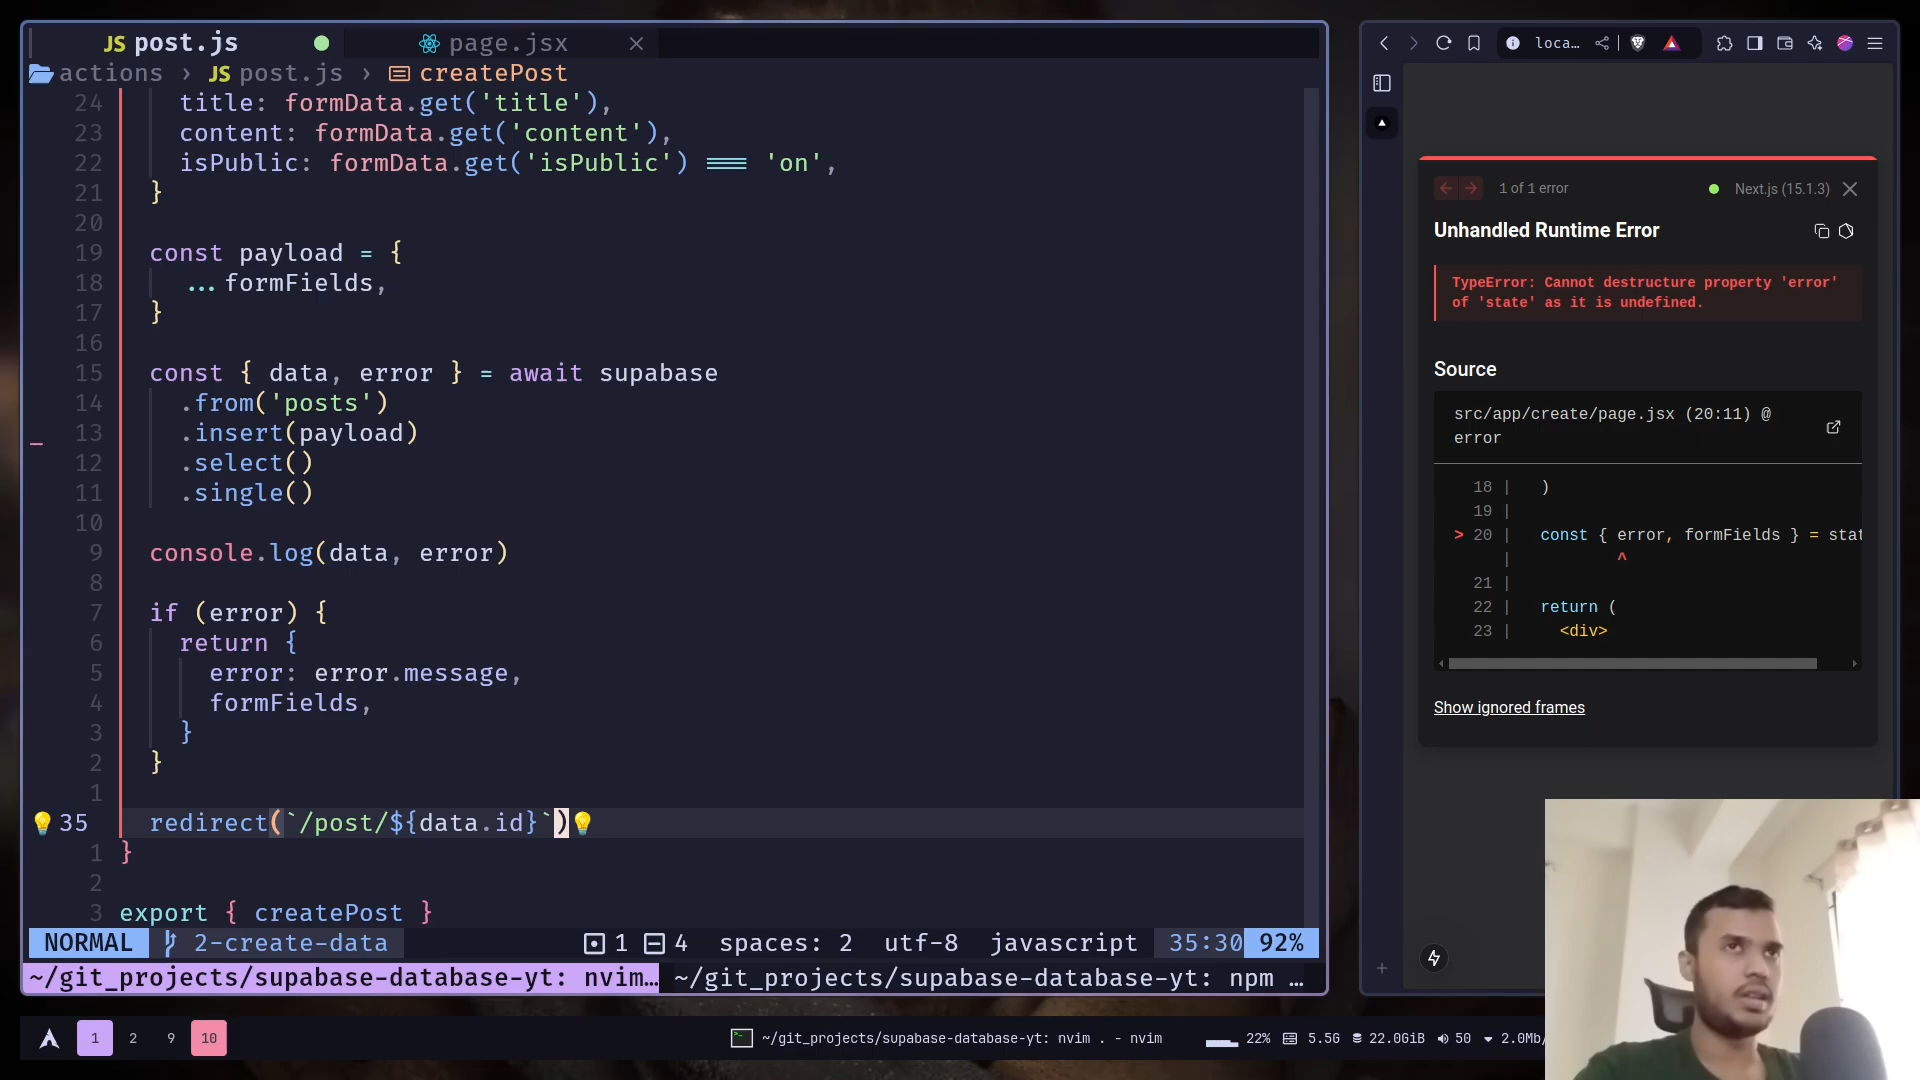 JS post.js
page.jsx
actions › JS post.js › createPost
24 title: formData.get('title'),
23 content: formData.get('content'),
22 isPublic: formData.get('isPublic') === 'on',
21 }
20
19 const payload = {
18 ...formFields,
17 }
16
15 const { data, error } = await supabase
14 .from('posts')
13 .insert(payload)
12 .select()
11 .single()
10
9 console.log(data, error)
8
7 if (error) {
6 return {
5 error: error.message,
4 formFields,
3 }
2 }
1
35 redirect(`/post/${data.id}`)
1 }
2
3 export { createPost }
NORMAL 2-create-data 1 4 spaces: 2 utf-8 javascript 35:30 92%
~/git_projects/supabase-database-yt: nvim… ~/git_projects/supabase-database-yt: npm …
loca…
1 of 1 error
Next.js (15.1.3)
Unhandled Runtime Error
TypeError: Cannot destructure property 'error'
of 'state' as it is undefined.
Source
src/app/create/page.jsx (20:11) @
error
18 | )
19 |
> 20 | const { error, formFields } = stat
| ^
21 |
22 | return (
23 | <div>
Show ignored frames
1 2 9 10
~/git_projects/supabase-database-yt: nvim . - nvim
22% 5.5G 22.0GiB 50 2.0Mb/